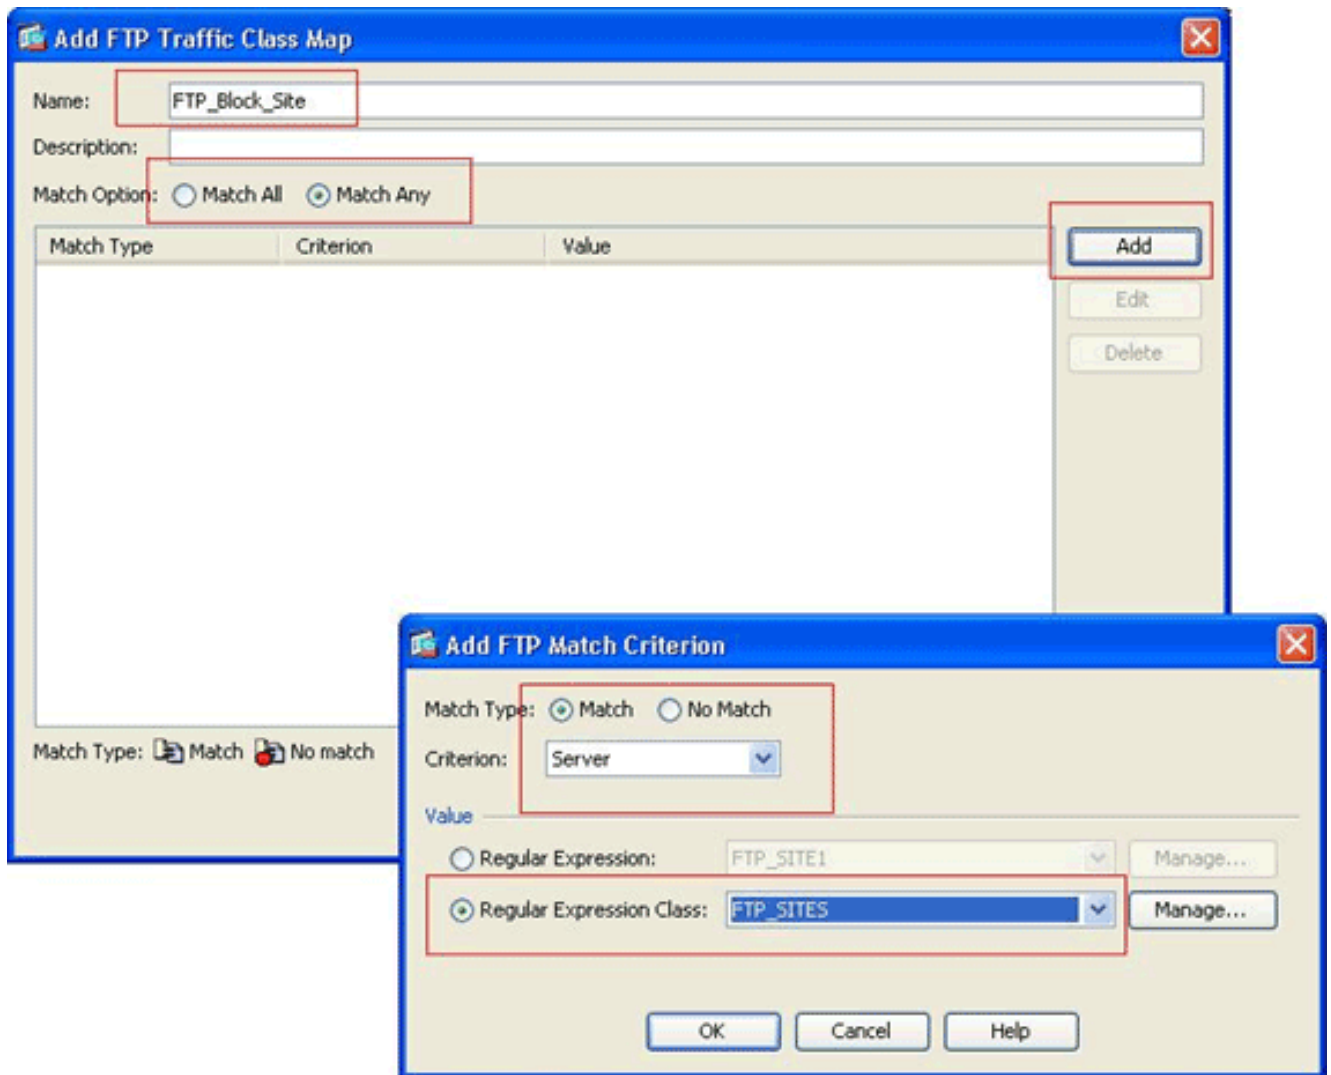 Add FTP Traffic Class Map
Name: FTP_Block_Site
Description:
Match Option: Match All Match Any
Match Type Criterion Value
Add
Edit
Delete
Match Type: Match No match
Add FTP Match Criterion
Match Type: Match No Match
Criterion: Server
Value
Regular Expression: FTP_SITE1 Manage...
Regular Expression Class: FTP_SITES Manage...
OK Cancel Help